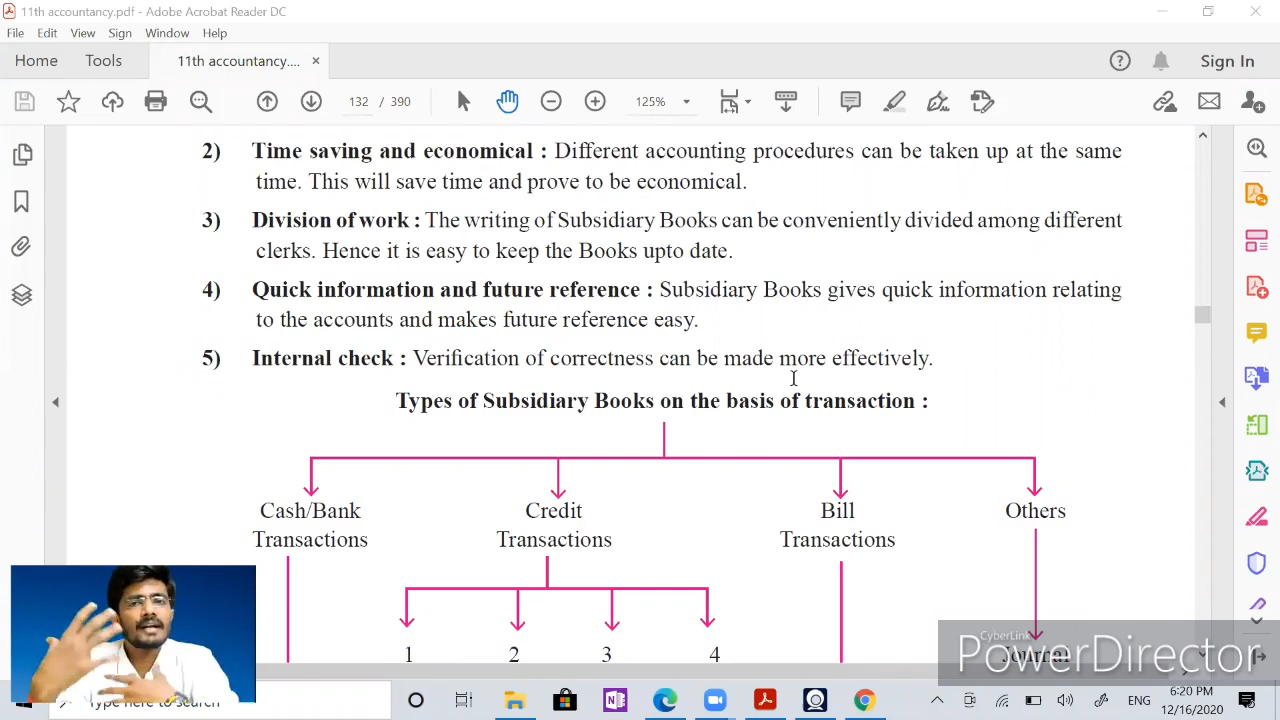 11th accountancy.pdf - Adobe Acrobat Reader DC
File Edit View Sign Window Help
Home Tools 11th accountancy.... × Sign In
132 / 390 125%
2) Time saving and economical : Different accounting procedures can be taken up at the same
time. This will save time and prove to be economical.
3) Division of work : The writing of Subsidiary Books can be conveniently divided among different
clerks. Hence it is easy to keep the Books upto date.
4) Quick information and future reference : Subsidiary Books gives quick information relating
to the accounts and makes future reference easy.
5) Internal check : Verification of correctness can be made more effectively.
Types of Subsidiary Books on the basis of transaction :
Cash/Bank Credit Bill Others
Transactions Transactions Transactions
1 2 3 4 Journal
CyberLink
PowerDirector
Type here to search
ENG 6:20 PM
12/16/2020